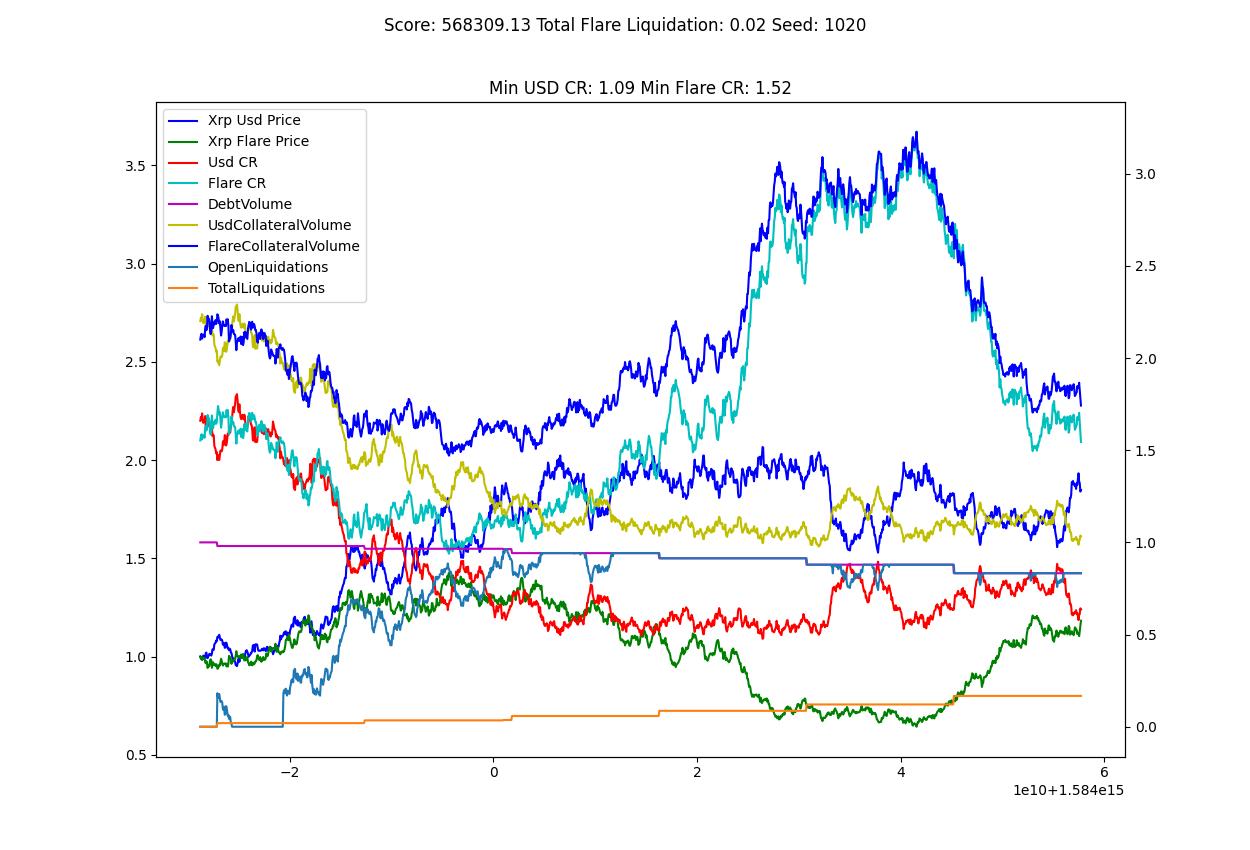 Score: 568309.13 Total Flare Liquidation: 0.02 Seed: 1020
Min USD CR: 1.09 Min Flare CR: 1.52
Xrp Usd Price
Xrp Flare Price
Usd CR
Flare CR
DebtVolume
UsdCollateralVolume
FlareCollateralVolume
OpenLiquidations
TotalLiquidations
3.5
3.0
2.5
2.0
1.5
1.0
0.5
3.0
2.5
2.0
1.5
1.0
0.5
0.0
−2
0
2
4
6
1e10+1.584e15